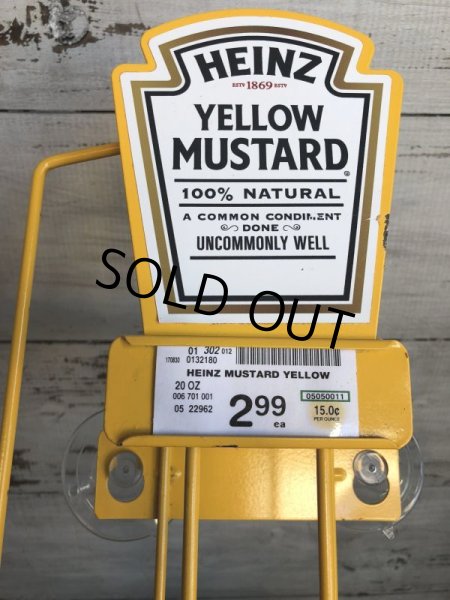 HEINZ
ESTD 1869 ESTD
YELLOW
MUSTARD
100% NATURAL
A COMMON CONDIMENT
DONE
UNCOMMONLY WELL
SOLD OUT
01 302 012
170830 0132180
HEINZ MUSTARD YELLOW
20 OZ
006 701 001
05 22962
2.99
ea
05050011
15.0¢
PER OUNCE